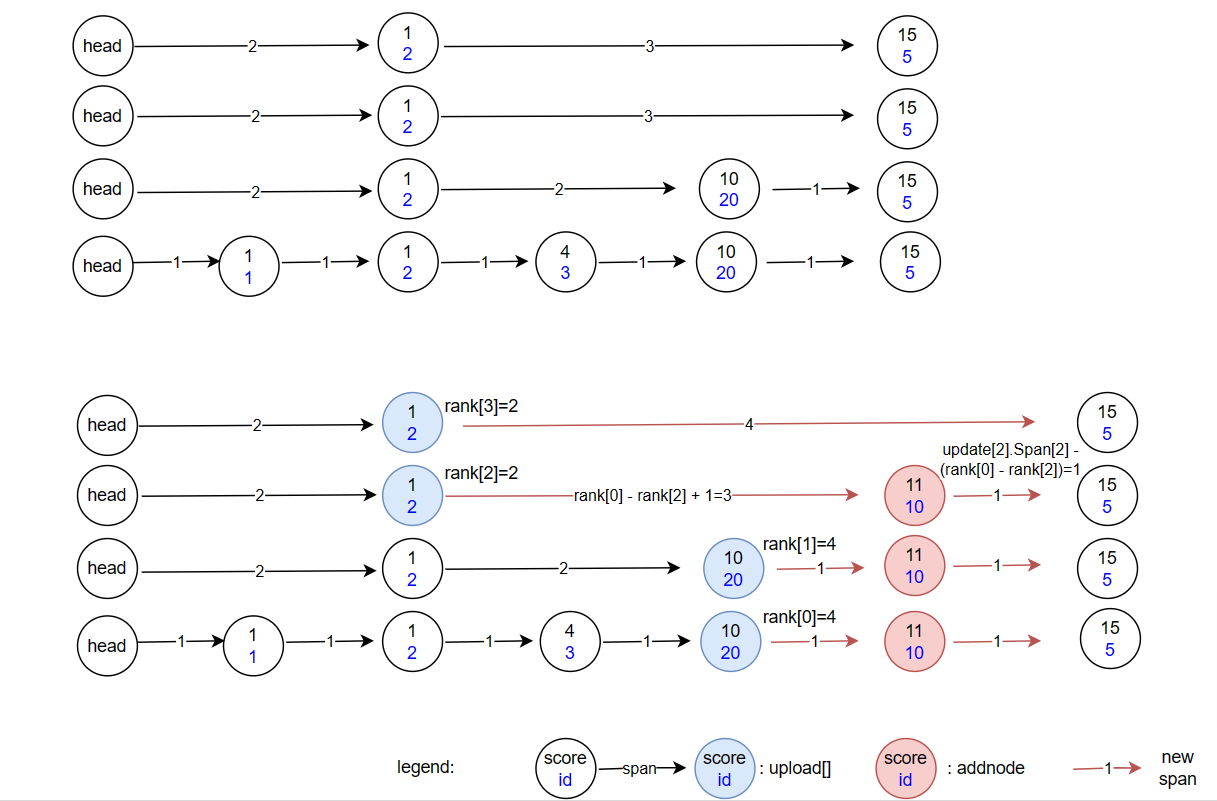 head 2 1 3 15
2 5
head 2 1 3 15
2 5
head 2 1 2 10 1 15
2 20 5
head 1 1 1 1 1 4 1 10 1 15
1 2 3 20 5
head 2 1 rank[3]=2 4 15
2 5
update[2].Span[2] -
(rank[0] - rank[2])=1
head 2 1 rank[2]=2 rank[0] - rank[2] + 1=3 11 1 15
2 10 5
head 2 1 2 10 rank[1]=4 1 11 1 15
2 20 10 5
head 1 1 1 1 1 4 1 10 rank[0]=4 1 11 1 15
1 2 3 20 10 5
legend: score span score : upload[] score : addnode 1 new
id id id span